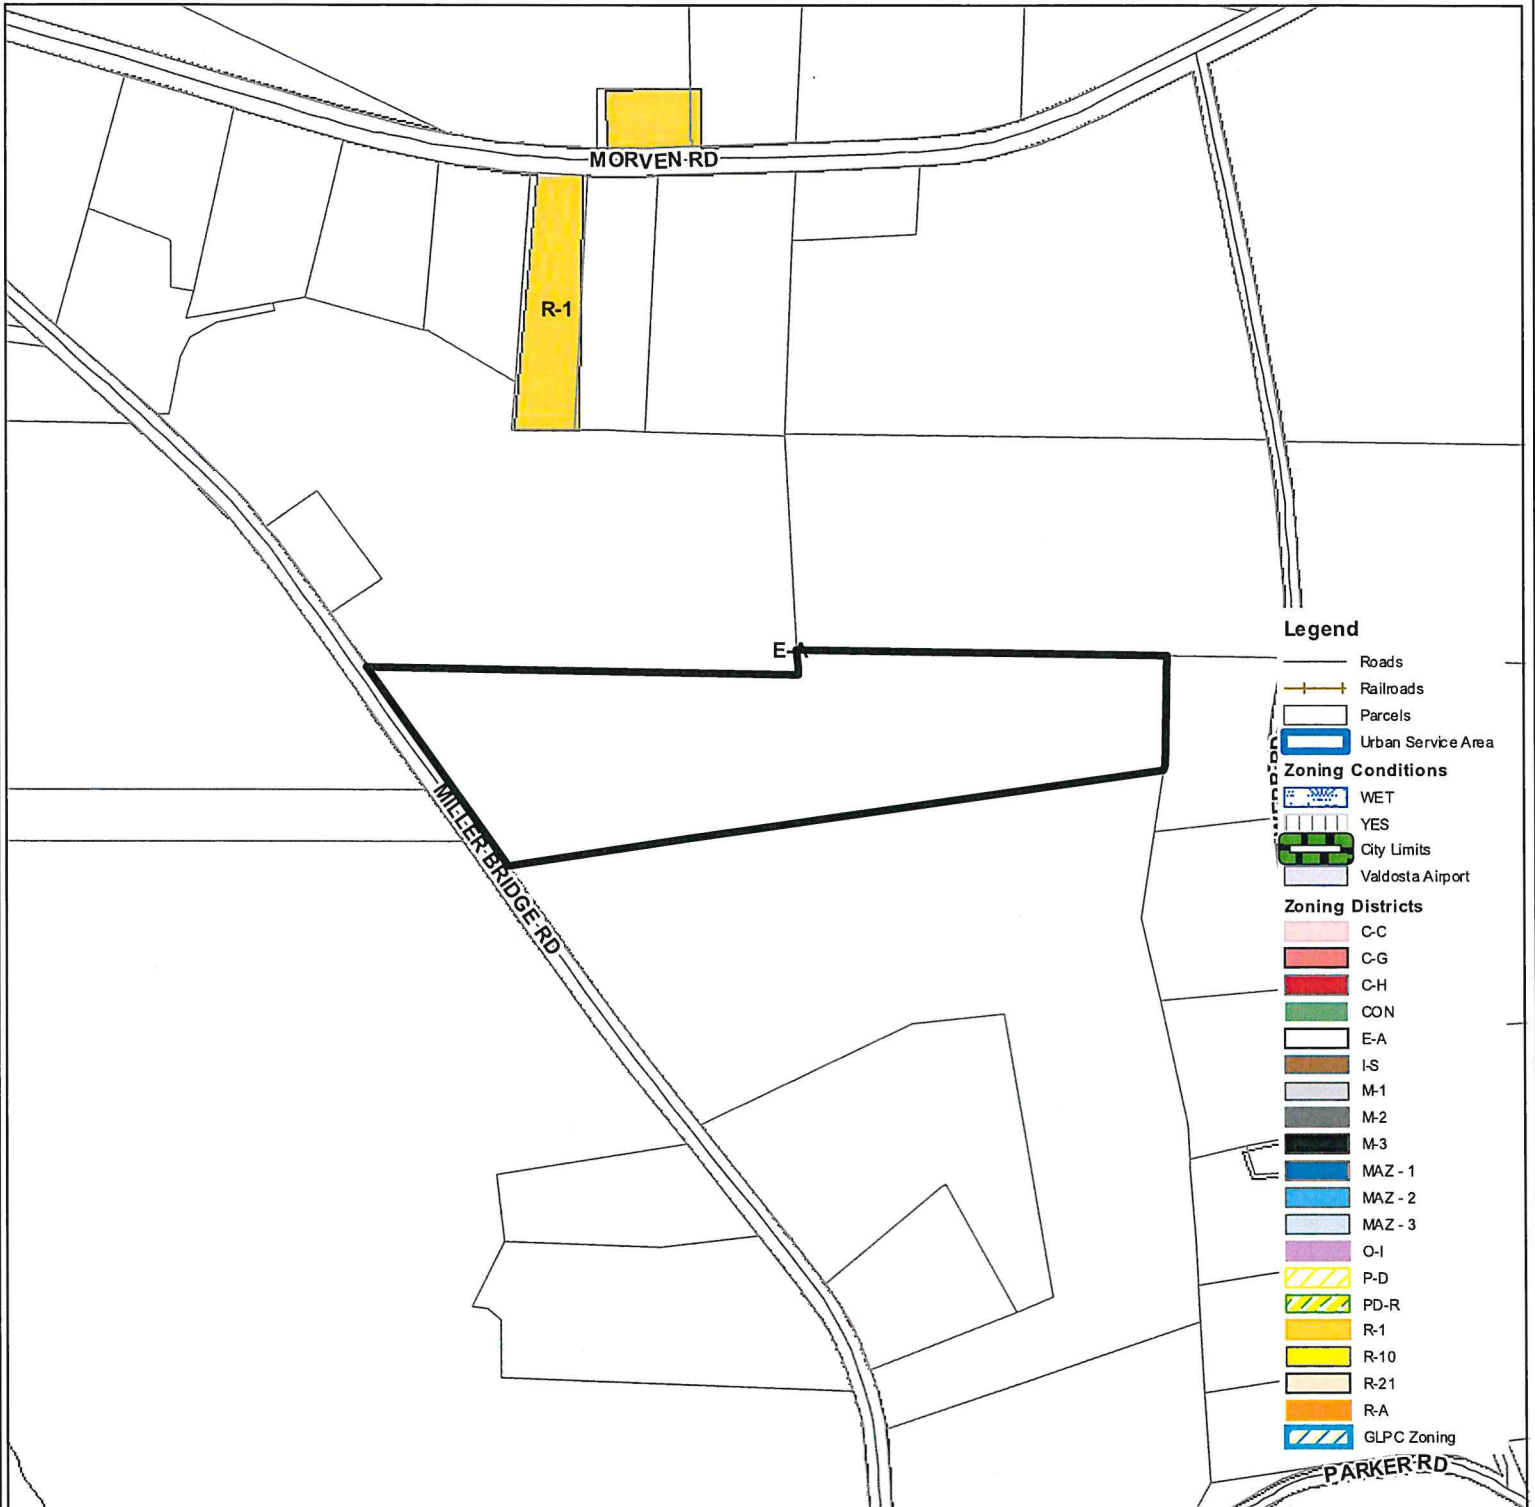 MORVEN RD
R-1
E-A
MILLER BRIDGE RD
Legend
Roads
Railroads
Parcels
Urban Service Area
Zoning Conditions
WET
YES
City Limits
Valdosta Airport
Zoning Districts
C-C
C-G
C-H
CON
E-A
I-S
M-1
M-2
M-3
MAZ - 1
MAZ - 2
MAZ - 3
O-I
P-D
PD-R
R-1
R-10
R-21
R-A
GLPC Zoning
PARKER RD